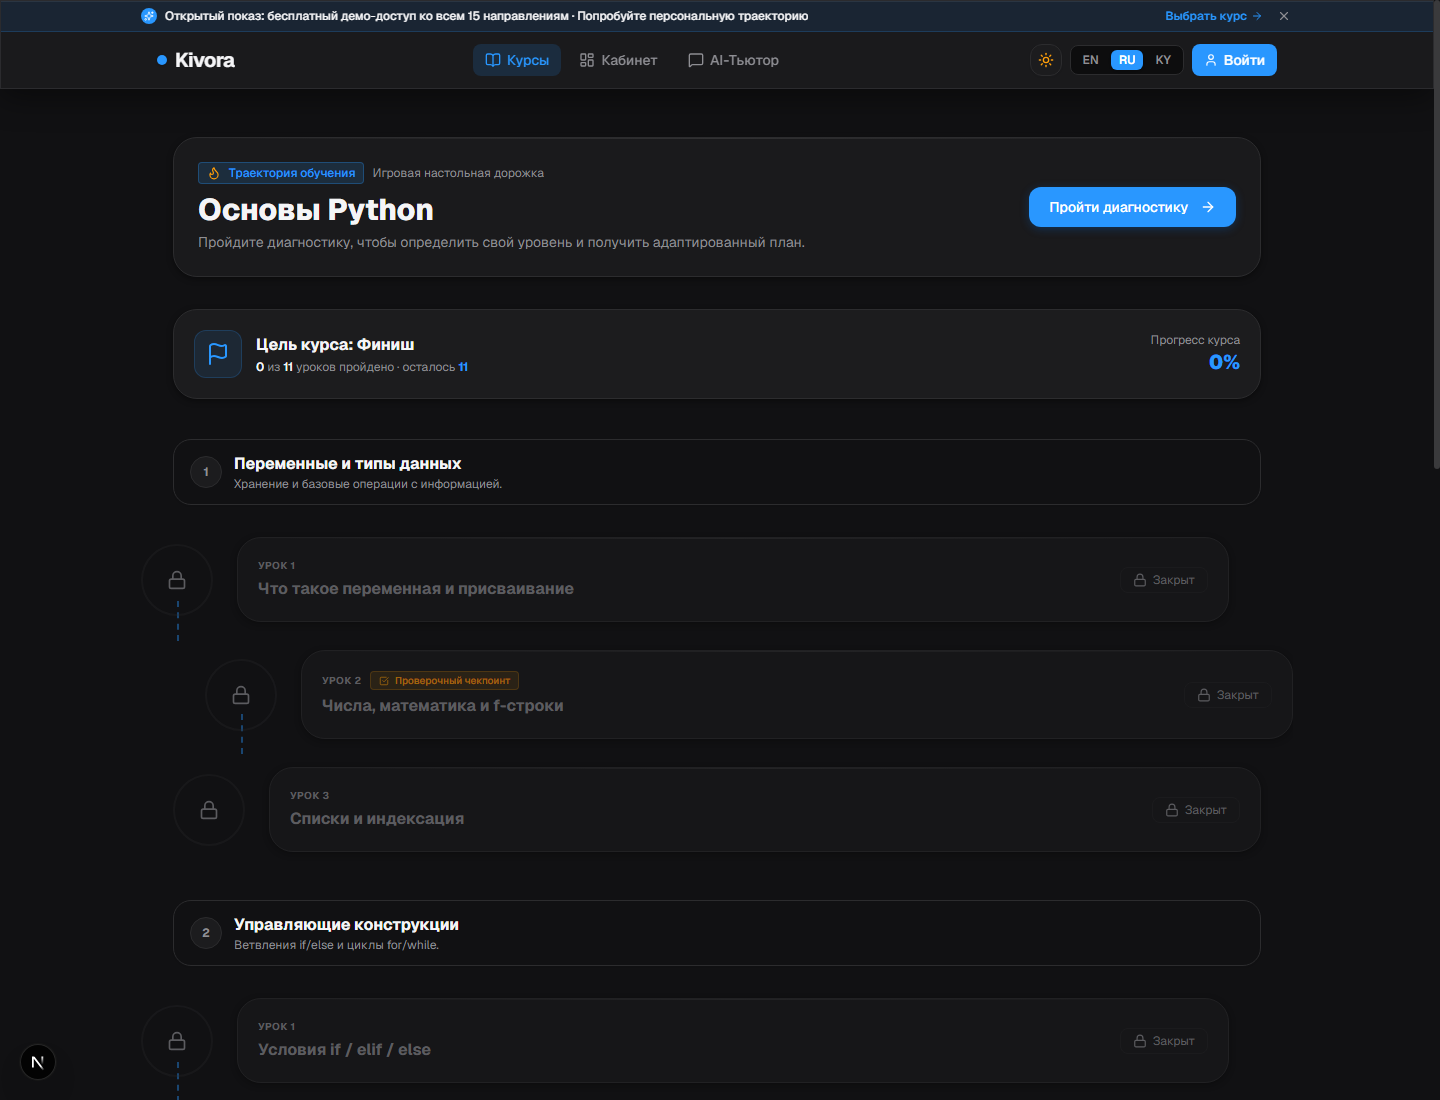 Открытый показ: бесплатный демо-доступ ко всем 15 направлениям · Попробуйте персональную траекторию
Выбрать курс →
Kivora
Курсы
Кабинет
AI-Тьютор
EN
RU
KY
Войти
Траектория обучения
Игровая настольная дорожка
Основы Python
Пройдите диагностику, чтобы определить свой уровень и получить адаптированный план.
Пройти диагностику →
Цель курса: Финиш
0 из 11 уроков пройдено · осталось 11
Прогресс курса
0%
1
Переменные и типы данных
Хранение и базовые операции с информацией.
УРОК 1
Что такое переменная и присваивание
Закрыт
УРОК 2
Проверочный чекпоинт
Числа, математика и f-строки
Закрыт
УРОК 3
Списки и индексация
Закрыт
2
Управляющие конструкции
Ветвления if/else и циклы for/while.
УРОК 1
Условия if / elif / else
Закрыт
N